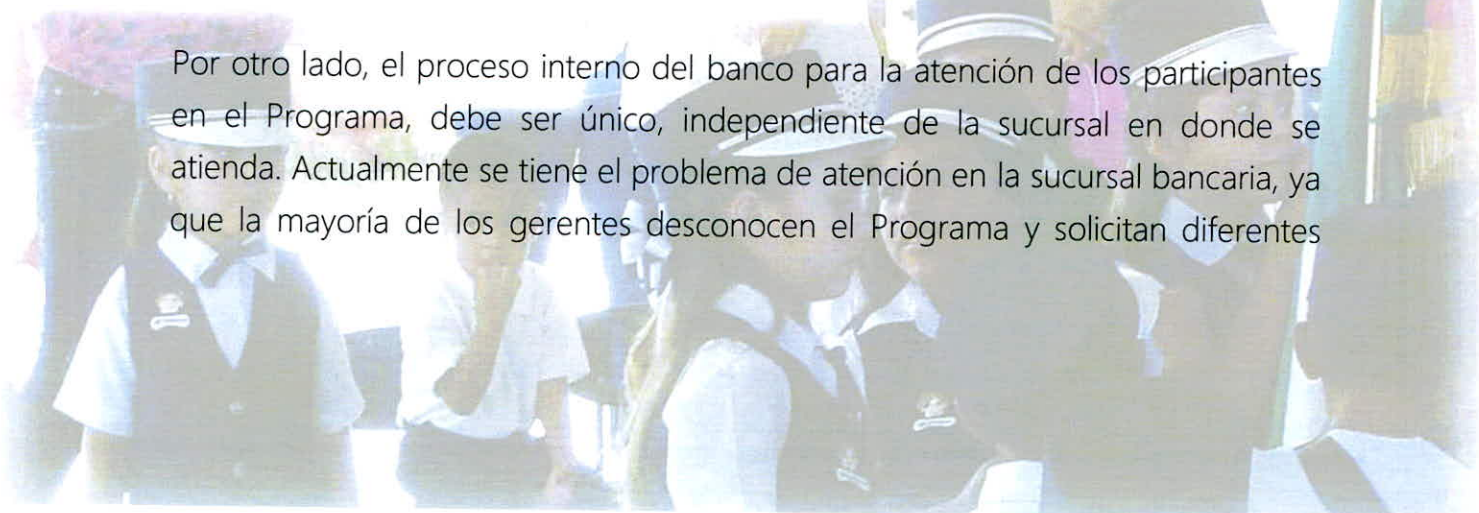 Por otro lado, el proceso interno del banco para la atención de los participantes
en el Programa, debe ser único, independiente de la sucursal en donde se
atienda. Actualmente se tiene el problema de atención en la sucursal bancaria, ya
que la mayoría de los gerentes desconocen el Programa y solicitan diferentes